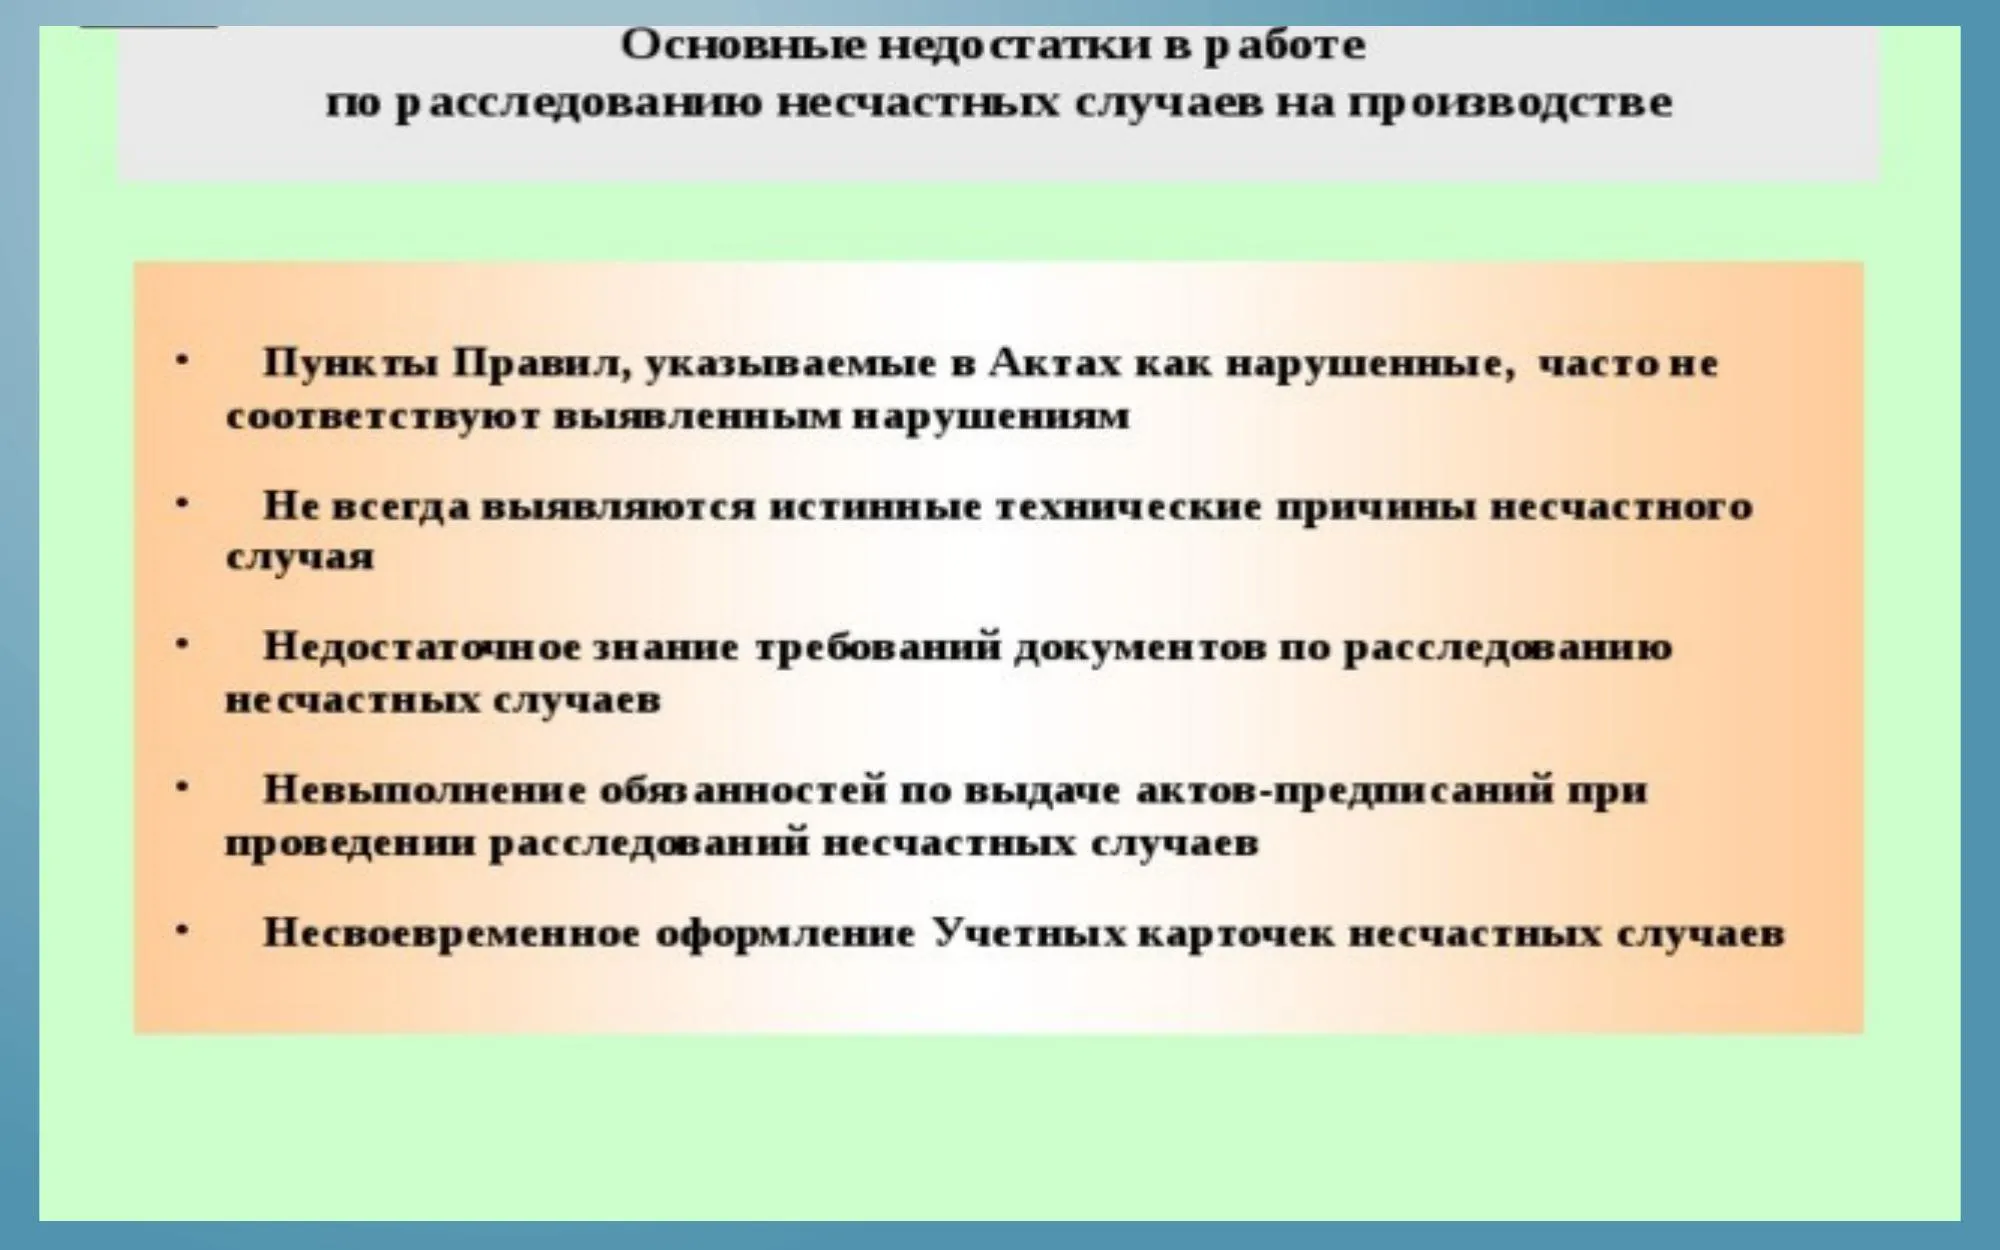 Основные недостатки в работе
по расследованию несчастных случаев на производстве
• Пункты Правил, указываемые в Актах как нарушенные, часто не
соответствуют выявленным нарушениям
• Не всегда выявляются истинные технические причины несчастного
случая
• Недостаточное знание требований документов по расследованию
несчастных случаев
• Невыполнение обязанностей по выдаче актов-предписаний при
проведении расследований несчастных случаев
• Несвоевременное оформление Учетных карточек несчастных случаев